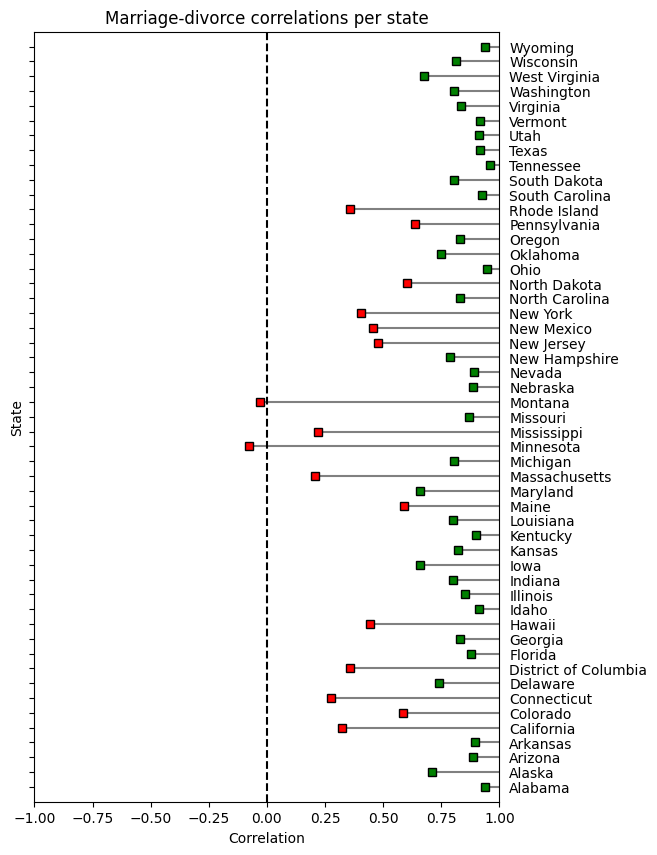 Marriage-divorce correlations per state
Wyoming
Wisconsin
West Virginia
Washington
Virginia
Vermont
Utah
Texas
Tennessee
South Dakota
South Carolina
Rhode Island
Pennsylvania
Oregon
Oklahoma
Ohio
North Dakota
North Carolina
New York
New Mexico
New Jersey
New Hampshire
Nevada
Nebraska
Montana
Missouri
Mississippi
Minnesota
Michigan
Massachusetts
Maryland
Maine
Louisiana
Kentucky
Kansas
Iowa
Indiana
Illinois
Idaho
Hawaii
Georgia
Florida
District of Columbia
Delaware
Connecticut
Colorado
California
Arkansas
Arizona
Alaska
Alabama
State
−1.00 −0.75 −0.50 −0.25 0.00 0.25 0.50 0.75 1.00
Correlation